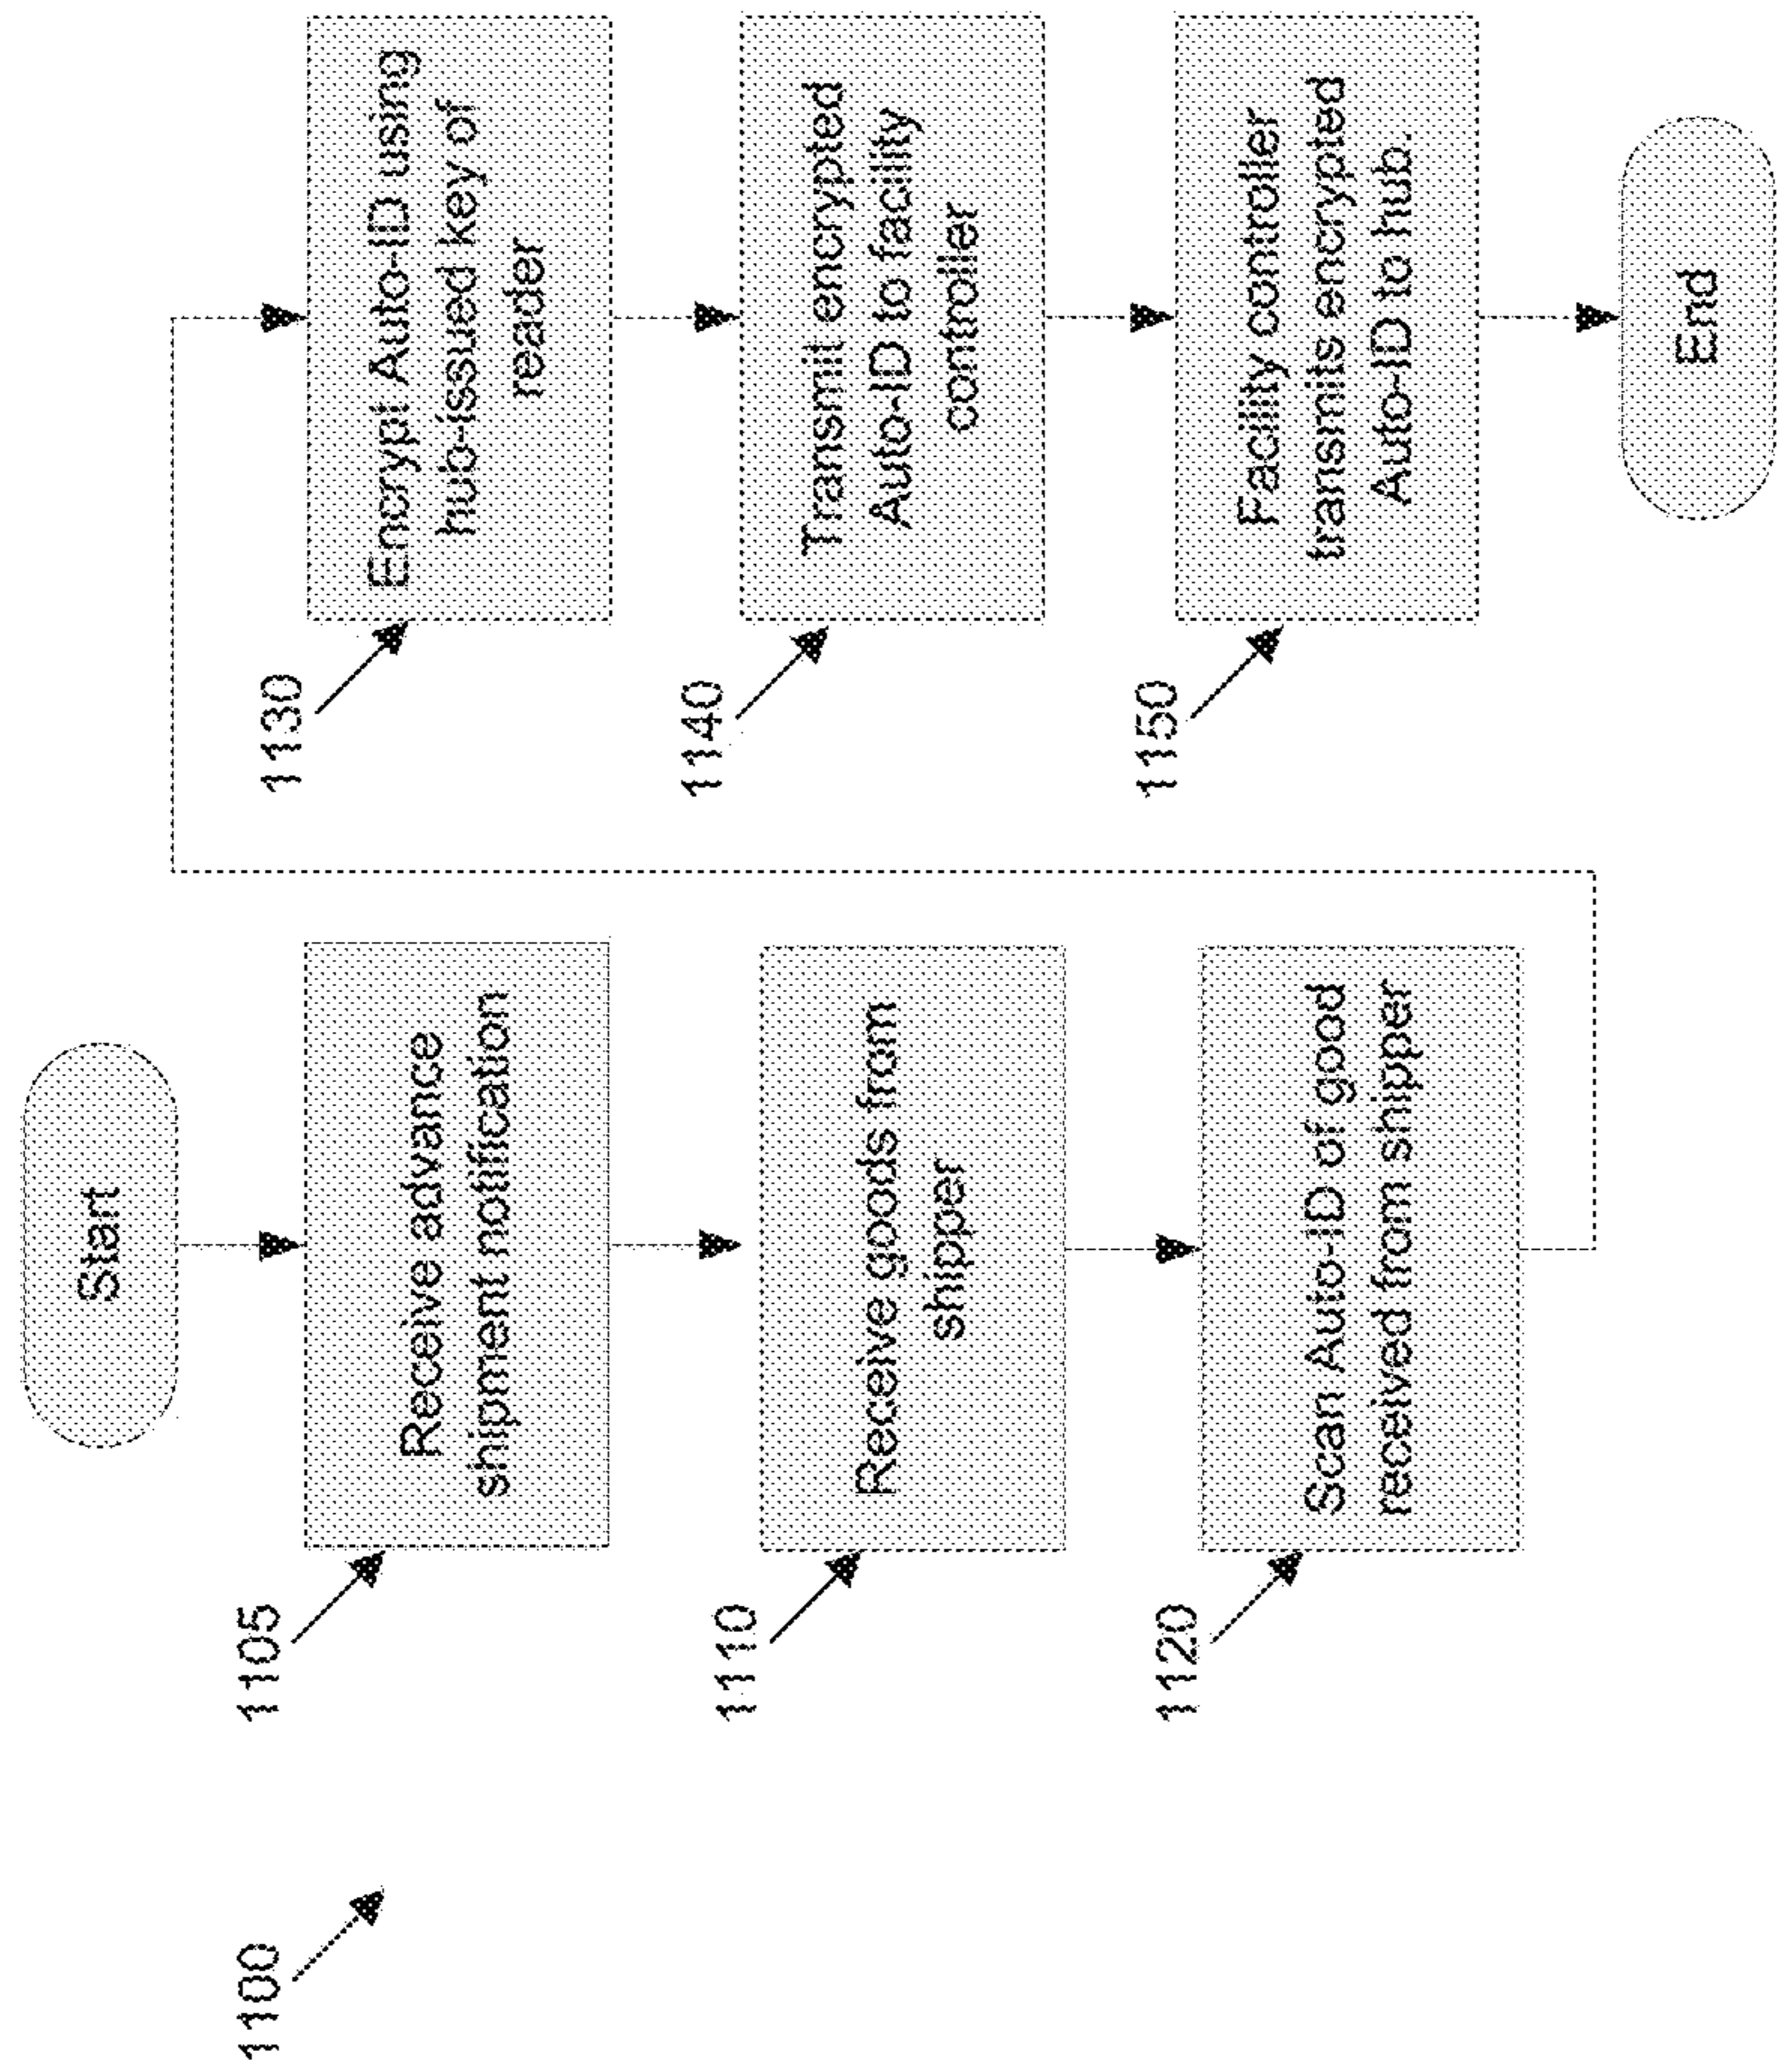 1100
Start
1105
Receive advance
shipment notification
1110
Receive goods from
shipper
1120
Scan Auto-ID of good
received from shipper
1130
Encrypt Auto-ID using
hub-issued key of
reader
1140
Transmit encrypted
Auto-ID to facility
controller
1150
Facility controller
transmits encrypted
Auto-ID to hub.
End